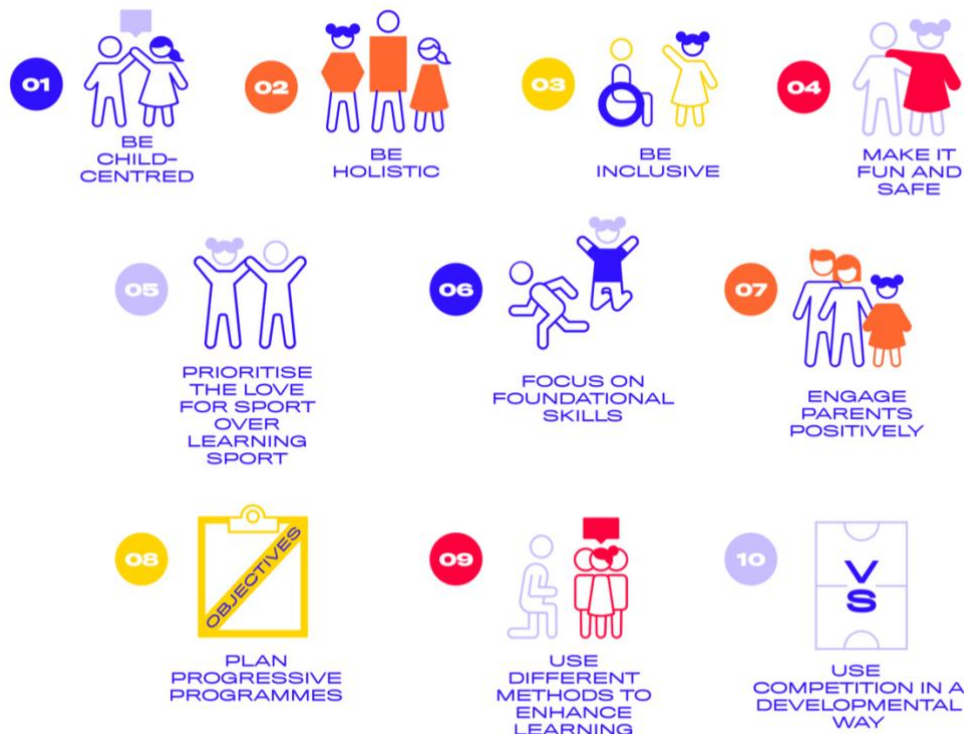 01
BE
CHILD-
CENTRED
02
BE
HOLISTIC
03
BE
INCLUSIVE
04
MAKE IT
FUN AND
SAFE
05
PRIORITISE
THE LOVE
FOR SPORT
OVER
LEARNING
SPORT
06
FOCUS ON
FOUNDATIONAL
SKILLS
07
ENGAGE
PARENTS
POSITIVELY
08
OBJECTIVES
PLAN
PROGRESSIVE
PROGRAMMES
09
USE
DIFFERENT
METHODS TO
ENHANCE
LEARNING
10
V
S
USE
COMPETITION IN A
DEVELOPMENTAL
WAY